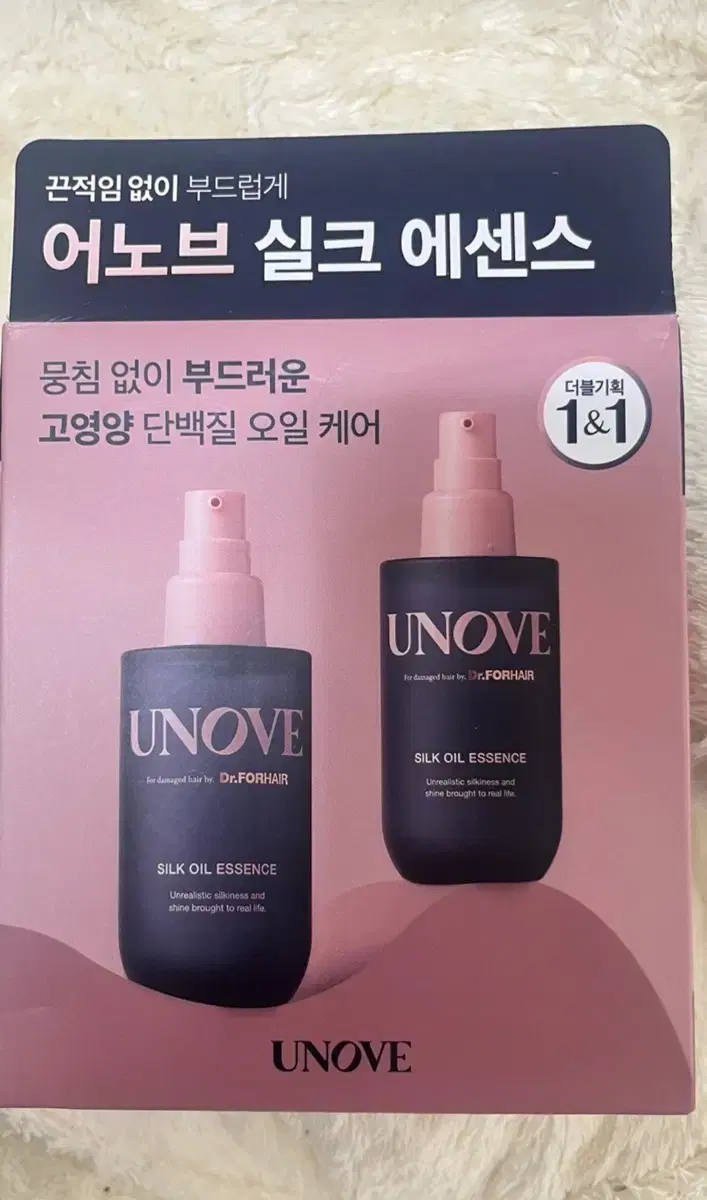 끈적임 없이 부드럽게
어노브 실크 에센스
뭉침 없이 부드러운
고영양 단백질 오일 케어
더블기획
1&1
UNOVE
For damaged hair by. Dr.FORHAIR
SILK OIL ESSENCE
Unrealistic silkiness and
shine brought to real life.
UNOVE
For damaged hair by. Dr.FORHAIR
SILK OIL ESSENCE
Unrealistic silkiness and
shine brought to real life.
UNOVE